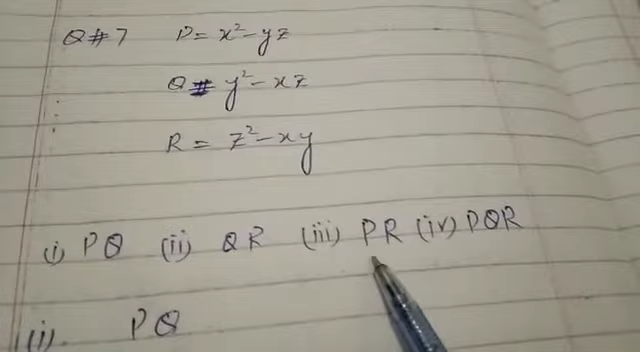 Q#7 P = x² - yz
Q = y² - xz
R = z² - xy
(i) PQ (ii) QR (iii) PR (iv) PQR
(i) PQ